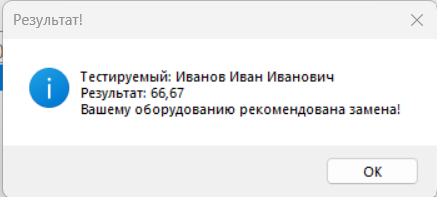 Результат!
Тестируемый: Иванов Иван Иванович
Результат: 66,67
Вашему оборудованию рекомендована замена!
OK